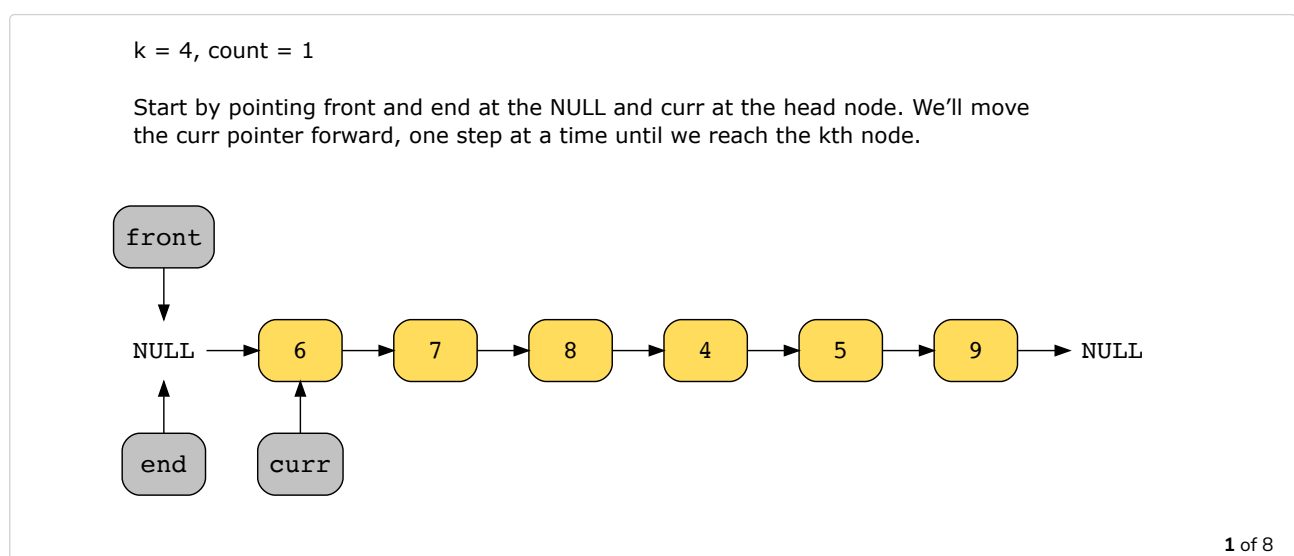 k = 4, count = 1
Start by pointing front and end at the NULL and curr at the head node. We’ll move
the curr pointer forward, one step at a time until we reach the kth node.
front
NULL 6 7 8 4 5 9 NULL
end curr
1 of 8